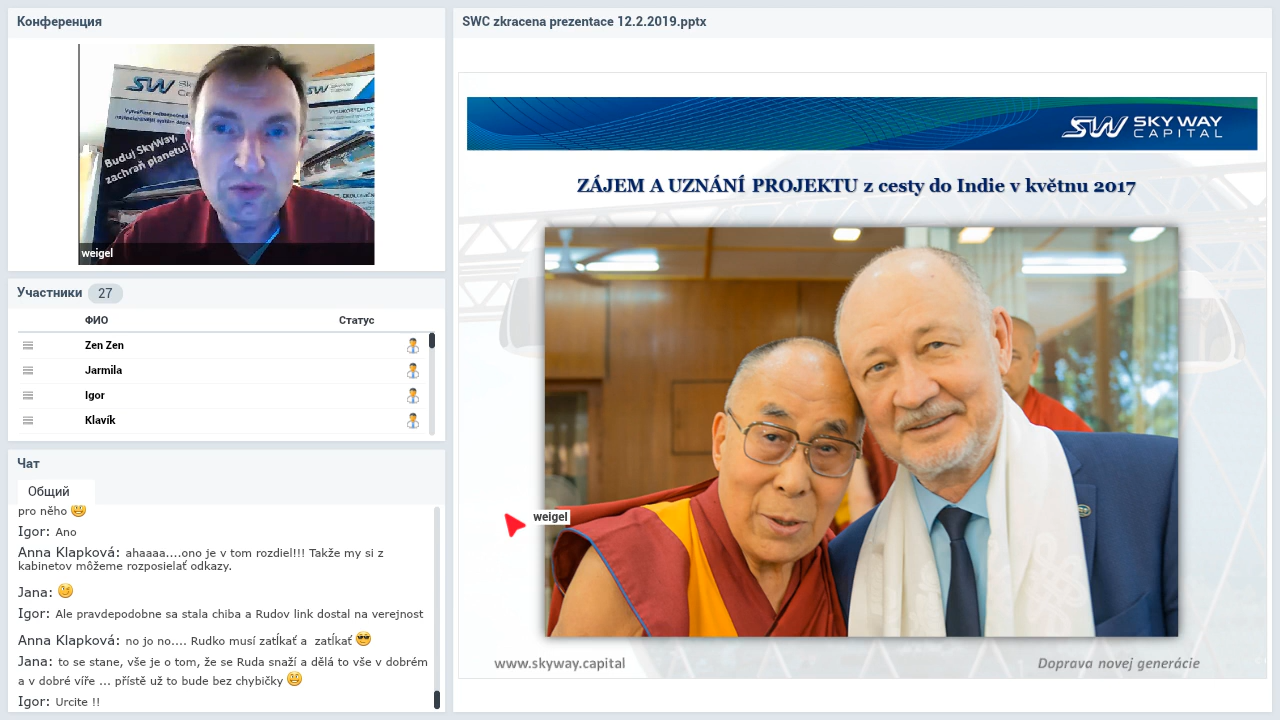 Конференция
SW
Buduj SkyWay,
zachraň planetu!
weigel
Участники 27
ФИО Статус
Zen Zen
Jarmila
Igor
Klavík
Чат
Общий
pro něho
Igor: Ano
Anna Klapková: ahaaaa....ono je v tom rozdiel!!! Takže my si z
kabinetov môžeme rozposielať odkazy.
Jana:
Igor: Ale pravdepodobne sa stala chiba a Rudov link dostal na verejnost
Anna Klapková: no jo no.... Rudko musí zatĺkať a  zatĺkať
Jana: to se stane, vše je o tom, že se Ruda snaží a dělá to vše v dobrém
a v dobré víře ... příště už to bude bez chybičky
Igor: Urcite !!
SWC zkracena prezentace 12.2.2019.pptx
SW SKY WAY
CAPITAL
ZÁJEM A UZNÁNÍ PROJEKTU z cesty do Indie v květnu 2017
weigel
www.skyway.capital
Doprava novej generácie